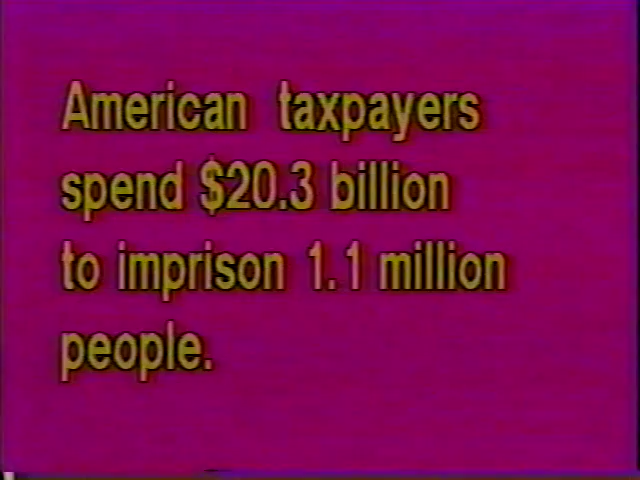 American taxpayers
spend $20.3 billion
to imprison 1.1 million
people.